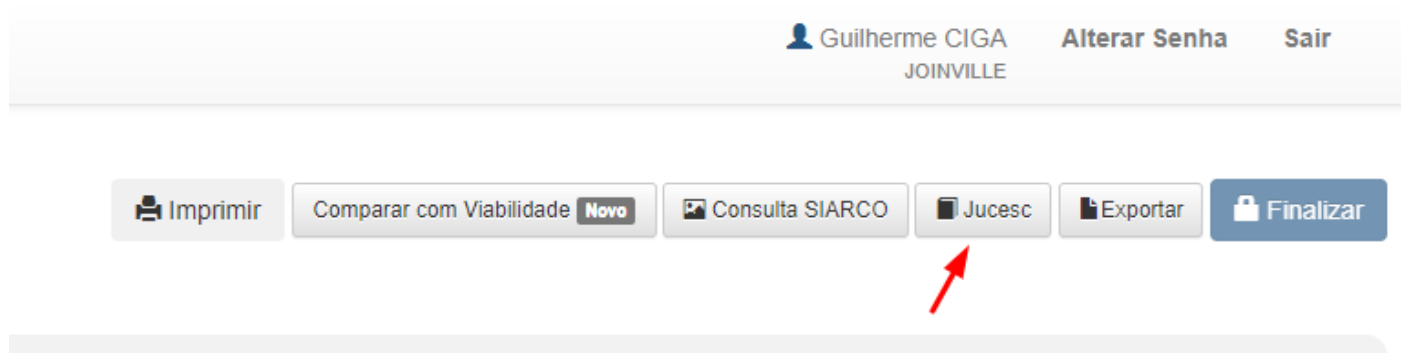 Guilherme CIGA Alterar Senha Sair
JOINVILLE
Imprimir Comparar com Viabilidade Novo Consulta SIARCO Jucesc Exportar Finalizar